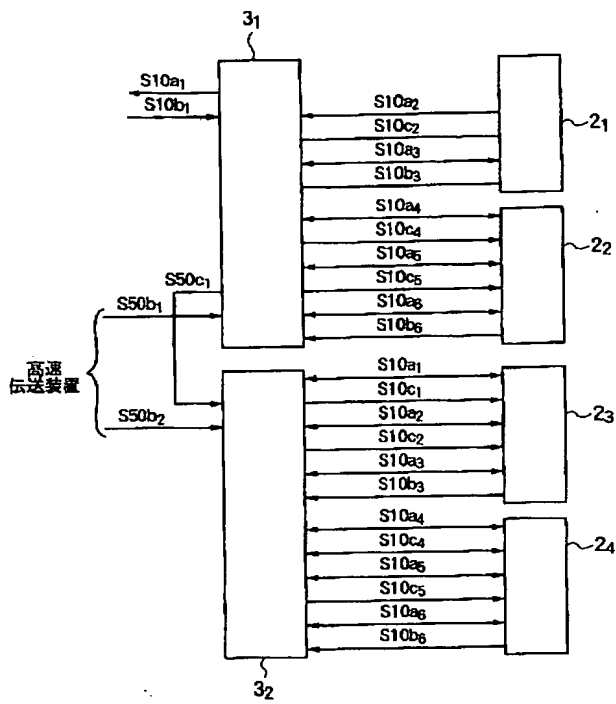 3₁
S10a₁
S10b₁
S10a₂
S10c₂
S10a₃
S10b₃
2₁
S10a₄
S10c₄
S10a₅
S10c₅
S10a₆
S10b₆
2₂
S50c₁
S50b₁
高速
伝送装置
S50b₂
S10a₁
S10c₁
S10a₂
S10c₂
S10a₃
S10b₃
2₃
S10a₄
S10c₄
S10a₅
S10c₅
S10a₆
S10b₆
2₄
3₂